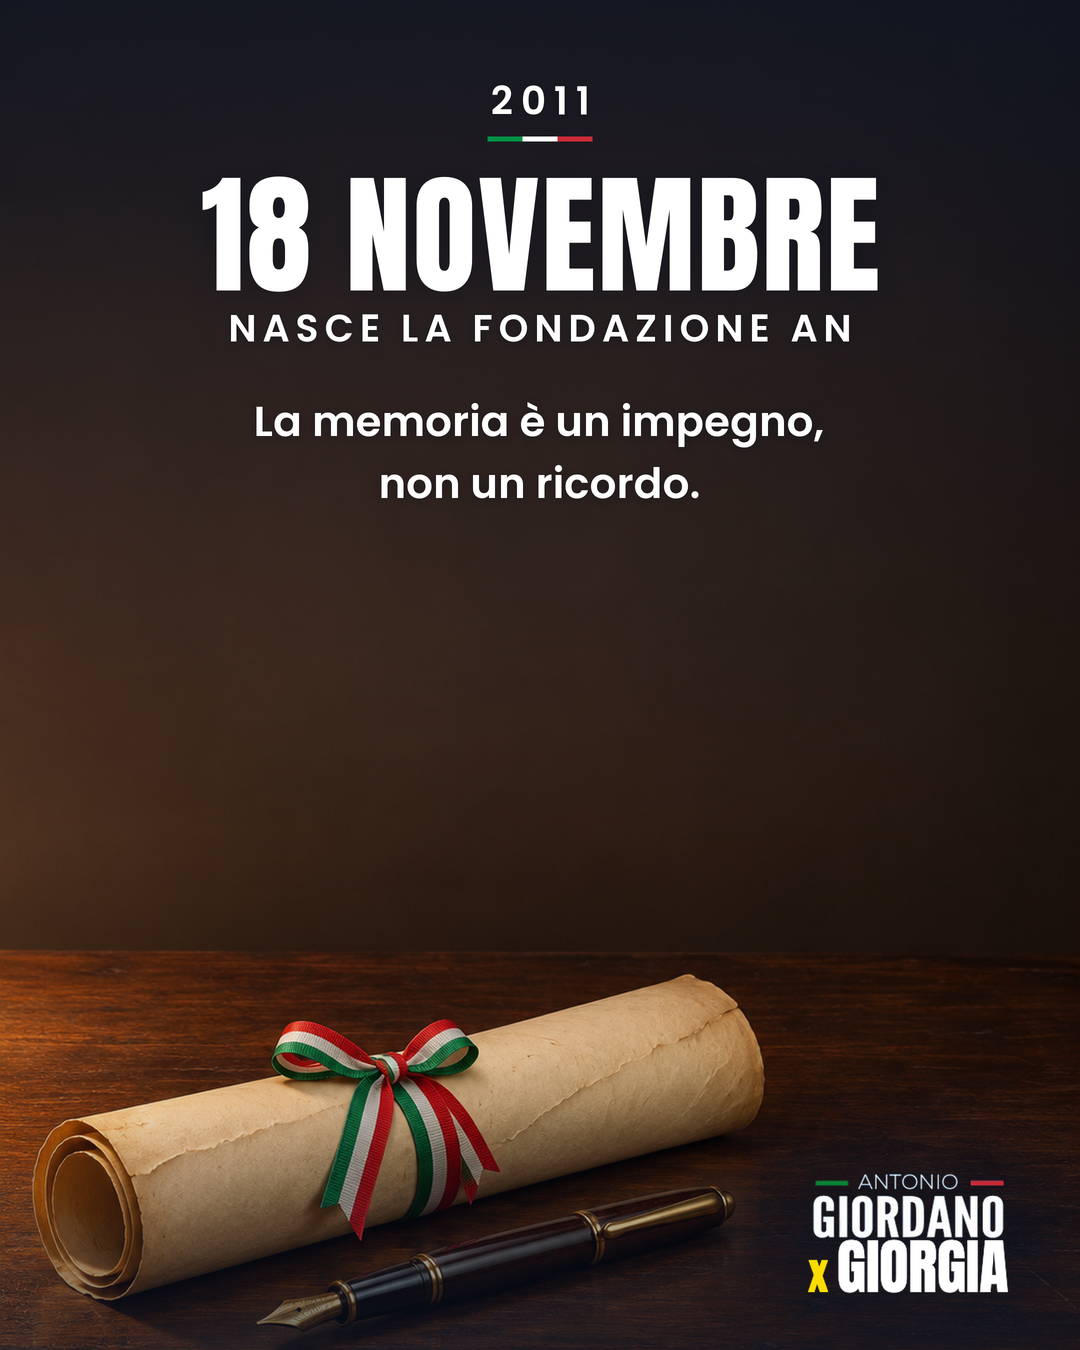 2011
18 NOVEMBRE
NASCE LA FONDAZIONE AN
La memoria è un impegno,
non un ricordo.
ANTONIO
GIORDANO
x GIORGIA